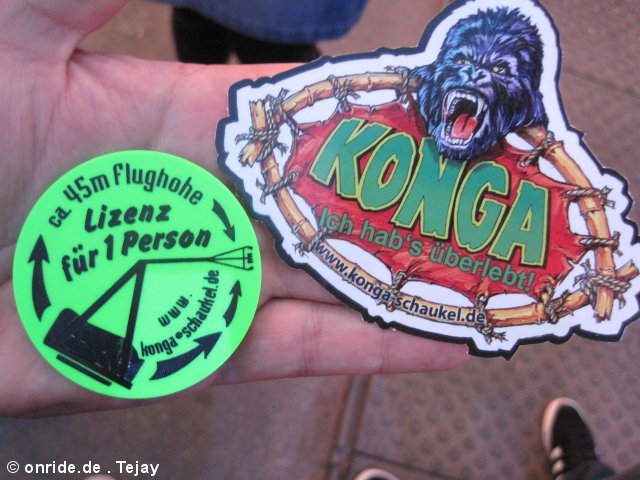 ca. 45m Flughohe
Lizenz
für 1 Person
www.
konga•schaukel.de
KONGA
Ich hab's überlebt!
www.konga-schaukel.de
© onride.de . Tejay